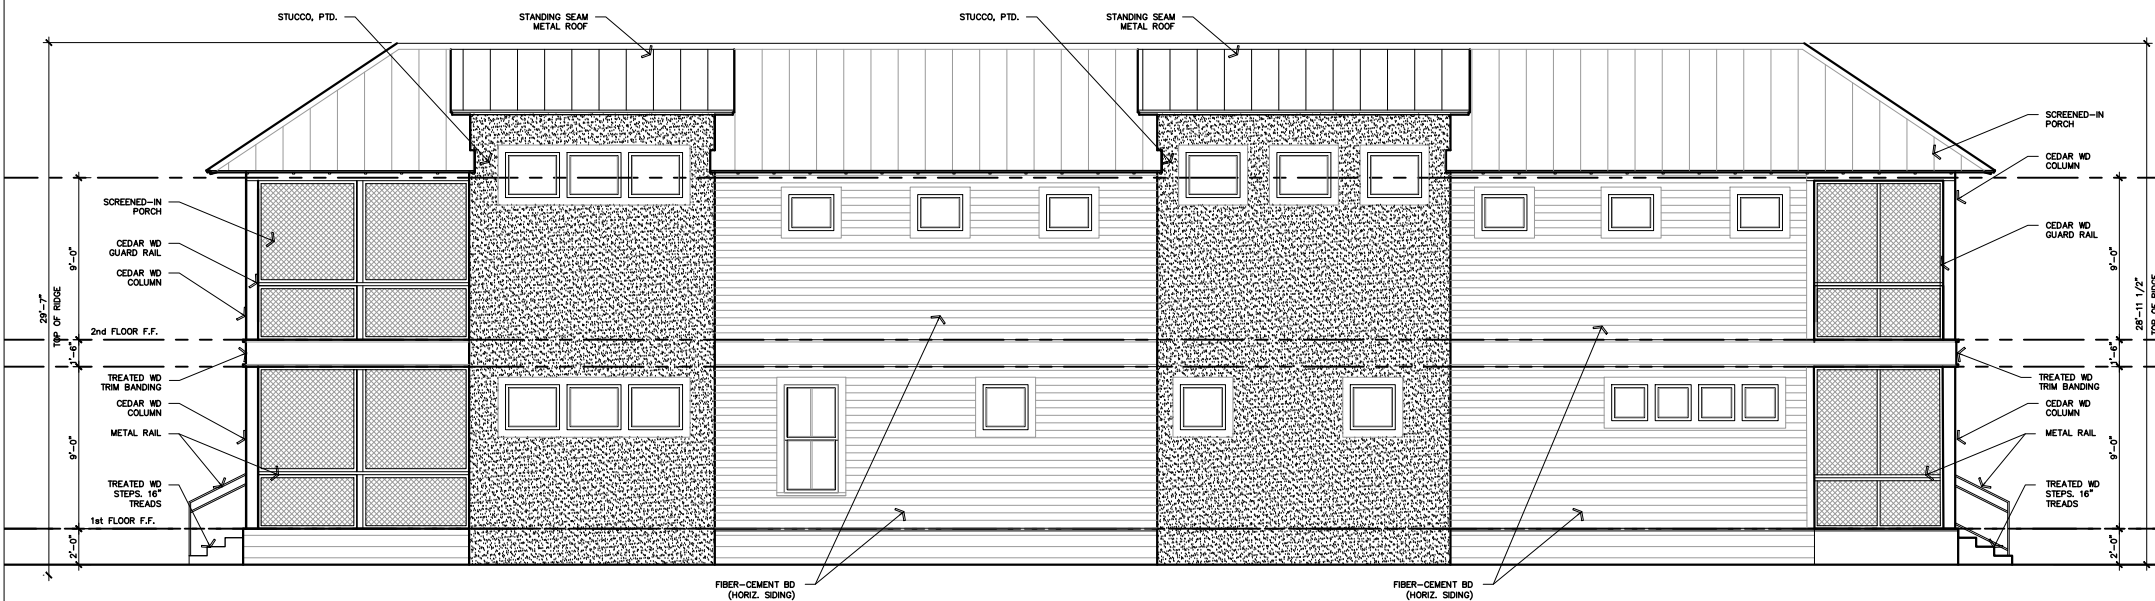 STUCCO, PTD.
STANDING SEAM
METAL ROOF
STUCCO, PTD.
STANDING SEAM
METAL ROOF
SCREENED-IN
PORCH
CEDAR WD
GUARD RAIL
CEDAR WD
COLUMN
2nd FLOOR F.F.
TREATED WD
TRIM BANDING
CEDAR WD
COLUMN
METAL RAIL
TREATED WD
STEPS. 16"
TREADS
1st FLOOR F.F.
29'-7"
TOP OF RIDGE
9'-0"
1'-6"
9'-0"
2'-0"
FIBER-CEMENT BD
(HORIZ. SIDING)
FIBER-CEMENT BD
(HORIZ. SIDING)
SCREENED-IN
PORCH
CEDAR WD
COLUMN
CEDAR WD
GUARD RAIL
TREATED WD
TRIM BANDING
CEDAR WD
COLUMN
METAL RAIL
TREATED WD
STEPS. 16"
TREADS
9'-0"
1'-6"
9'-0"
2'-0"
28'-11 1/2"
TOP OF RIDGE